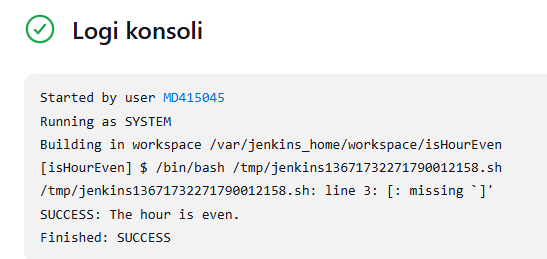 Logi konsoli
Started by user MD415045
Running as SYSTEM
Building in workspace /var/jenkins_home/workspace/isHourEven
[isHourEven] $ /bin/bash /tmp/jenkins13671732271790012158.sh
/tmp/jenkins13671732271790012158.sh: line 3: [: missing `]'
SUCCESS: The hour is even.
Finished: SUCCESS